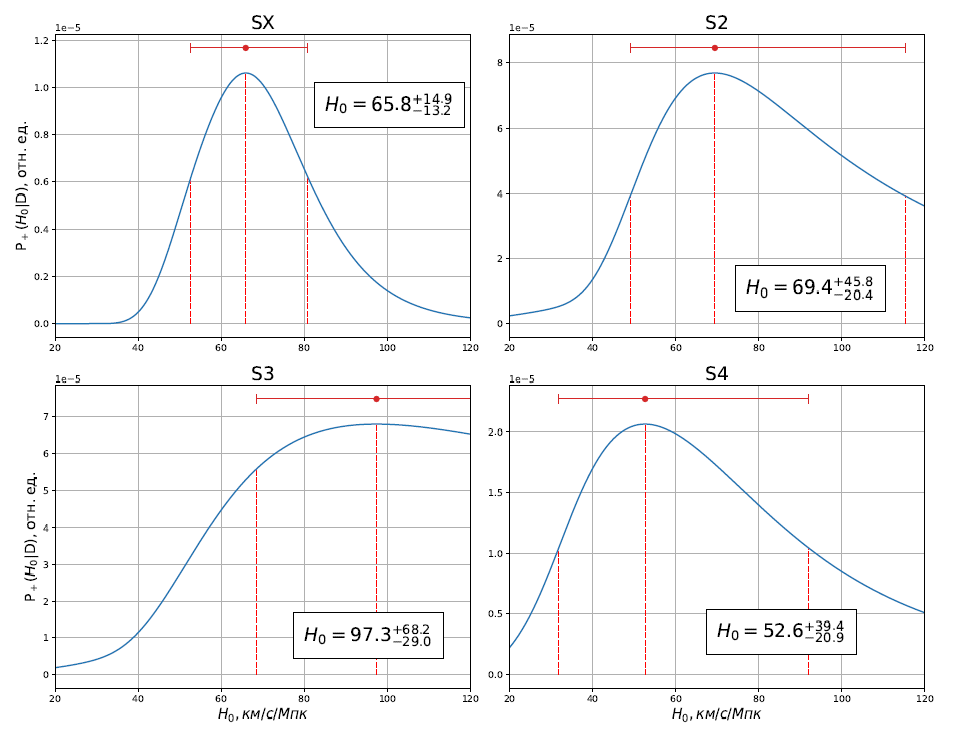 SX
1e−5
1.2
1.0
0.8
0.6
0.4
0.2
0.0
P₊(H₀|D), отн. ед.
H₀ = 65.8 +14.9 −13.2
20 40 60 80 100 120
S2
1e−5
8
6
4
2
0
H₀ = 69.4 +45.8 −20.4
20 40 60 80 100 120
S3
1e−5
7
6
5
4
3
2
1
0
P₊(H₀|D), отн. ед.
H₀ = 97.3 +68.2 −29.0
20 40 60 80 100 120
H₀, км/с/Мпк
S4
1e−5
2.0
1.5
1.0
0.5
0.0
H₀ = 52.6 +39.4 −20.9
20 40 60 80 100 120
H₀, км/с/Мпк